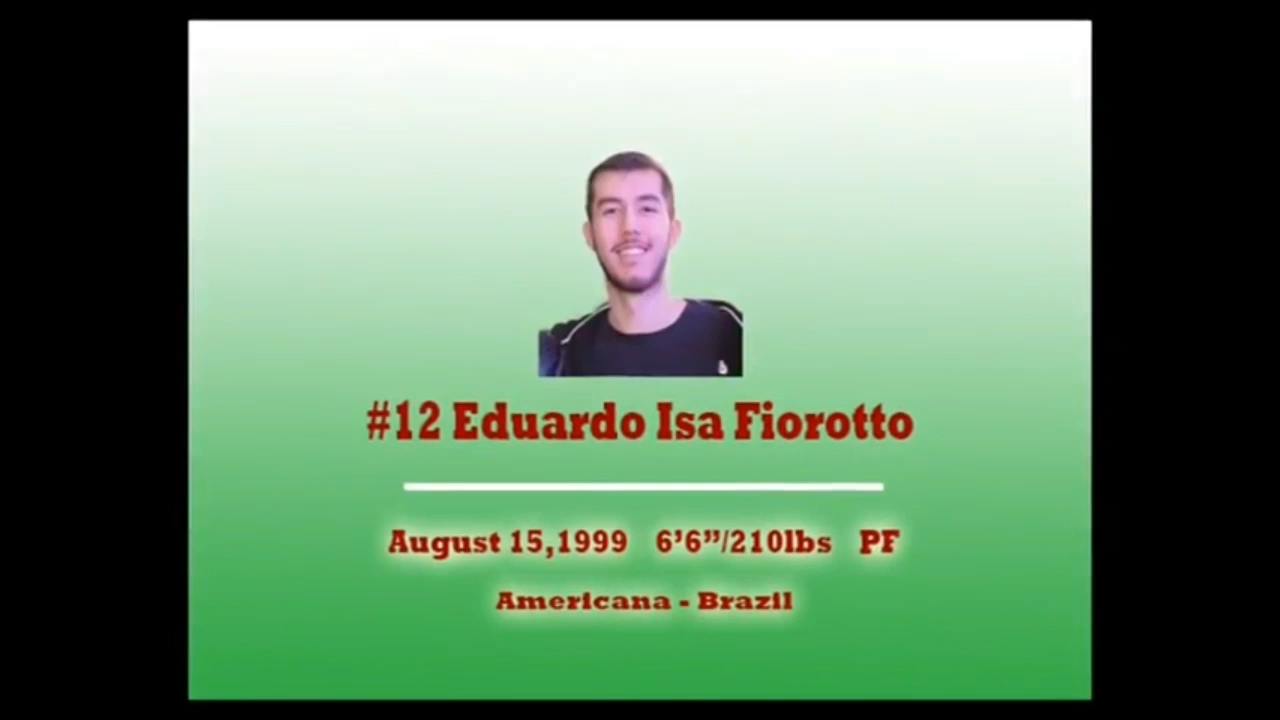 #12 Eduardo Isa Fiorotto
August 15,1999 6’6”/210lbs PF
Americana - Brazil